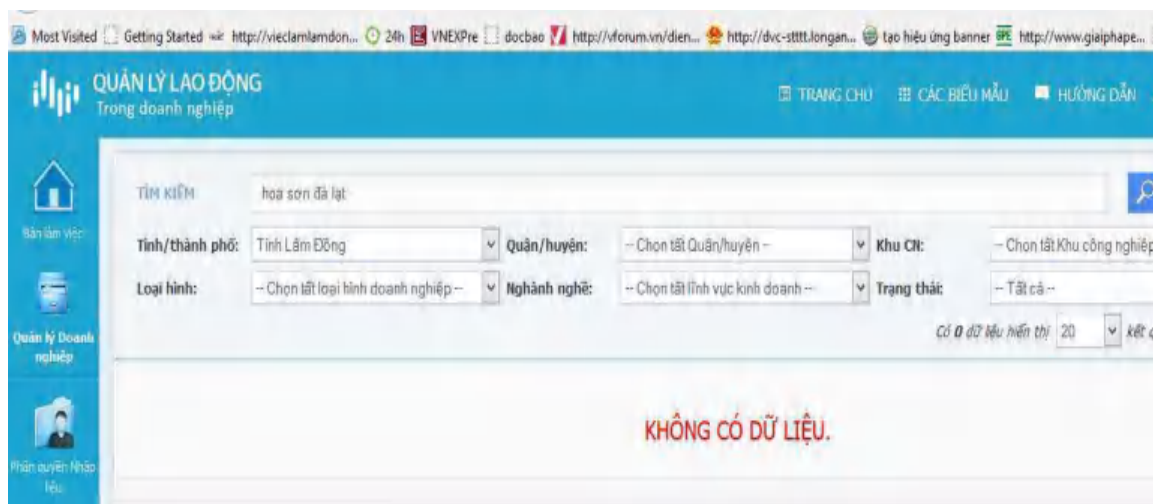 Most Visited Getting Started http://vieclamlamdon... 24h VNEXPre docbao http://vforum.vn/dien... http://dvc-stttt.longan... tạo hiệu ứng banner http://www.giaiphape...
QUẢN LÝ LAO ĐỘNG
Trong doanh nghiệp
TRANG CHỦ CÁC BIỂU MẪU HƯỚNG DẪN
Bàn làm việc
Quản lý Doanh nghiệp
Phân quyền Nhập liệu
TÌM KIẾM hoa sơn đà lạt
Tỉnh/thành phố: Tỉnh Lâm Đồng Quận/huyện: -- Chọn tất Quận/huyện -- Khu CN: -- Chọn tất Khu công nghiệp
Loại hình: -- Chọn tất loại hình doanh nghiệp -- Nghành nghề: -- Chọn tất lĩnh vực kinh doanh -- Trạng thái: -- Tất cả --
Có 0 dữ liệu hiển thị 20 kết
KHÔNG CÓ DỮ LIỆU.